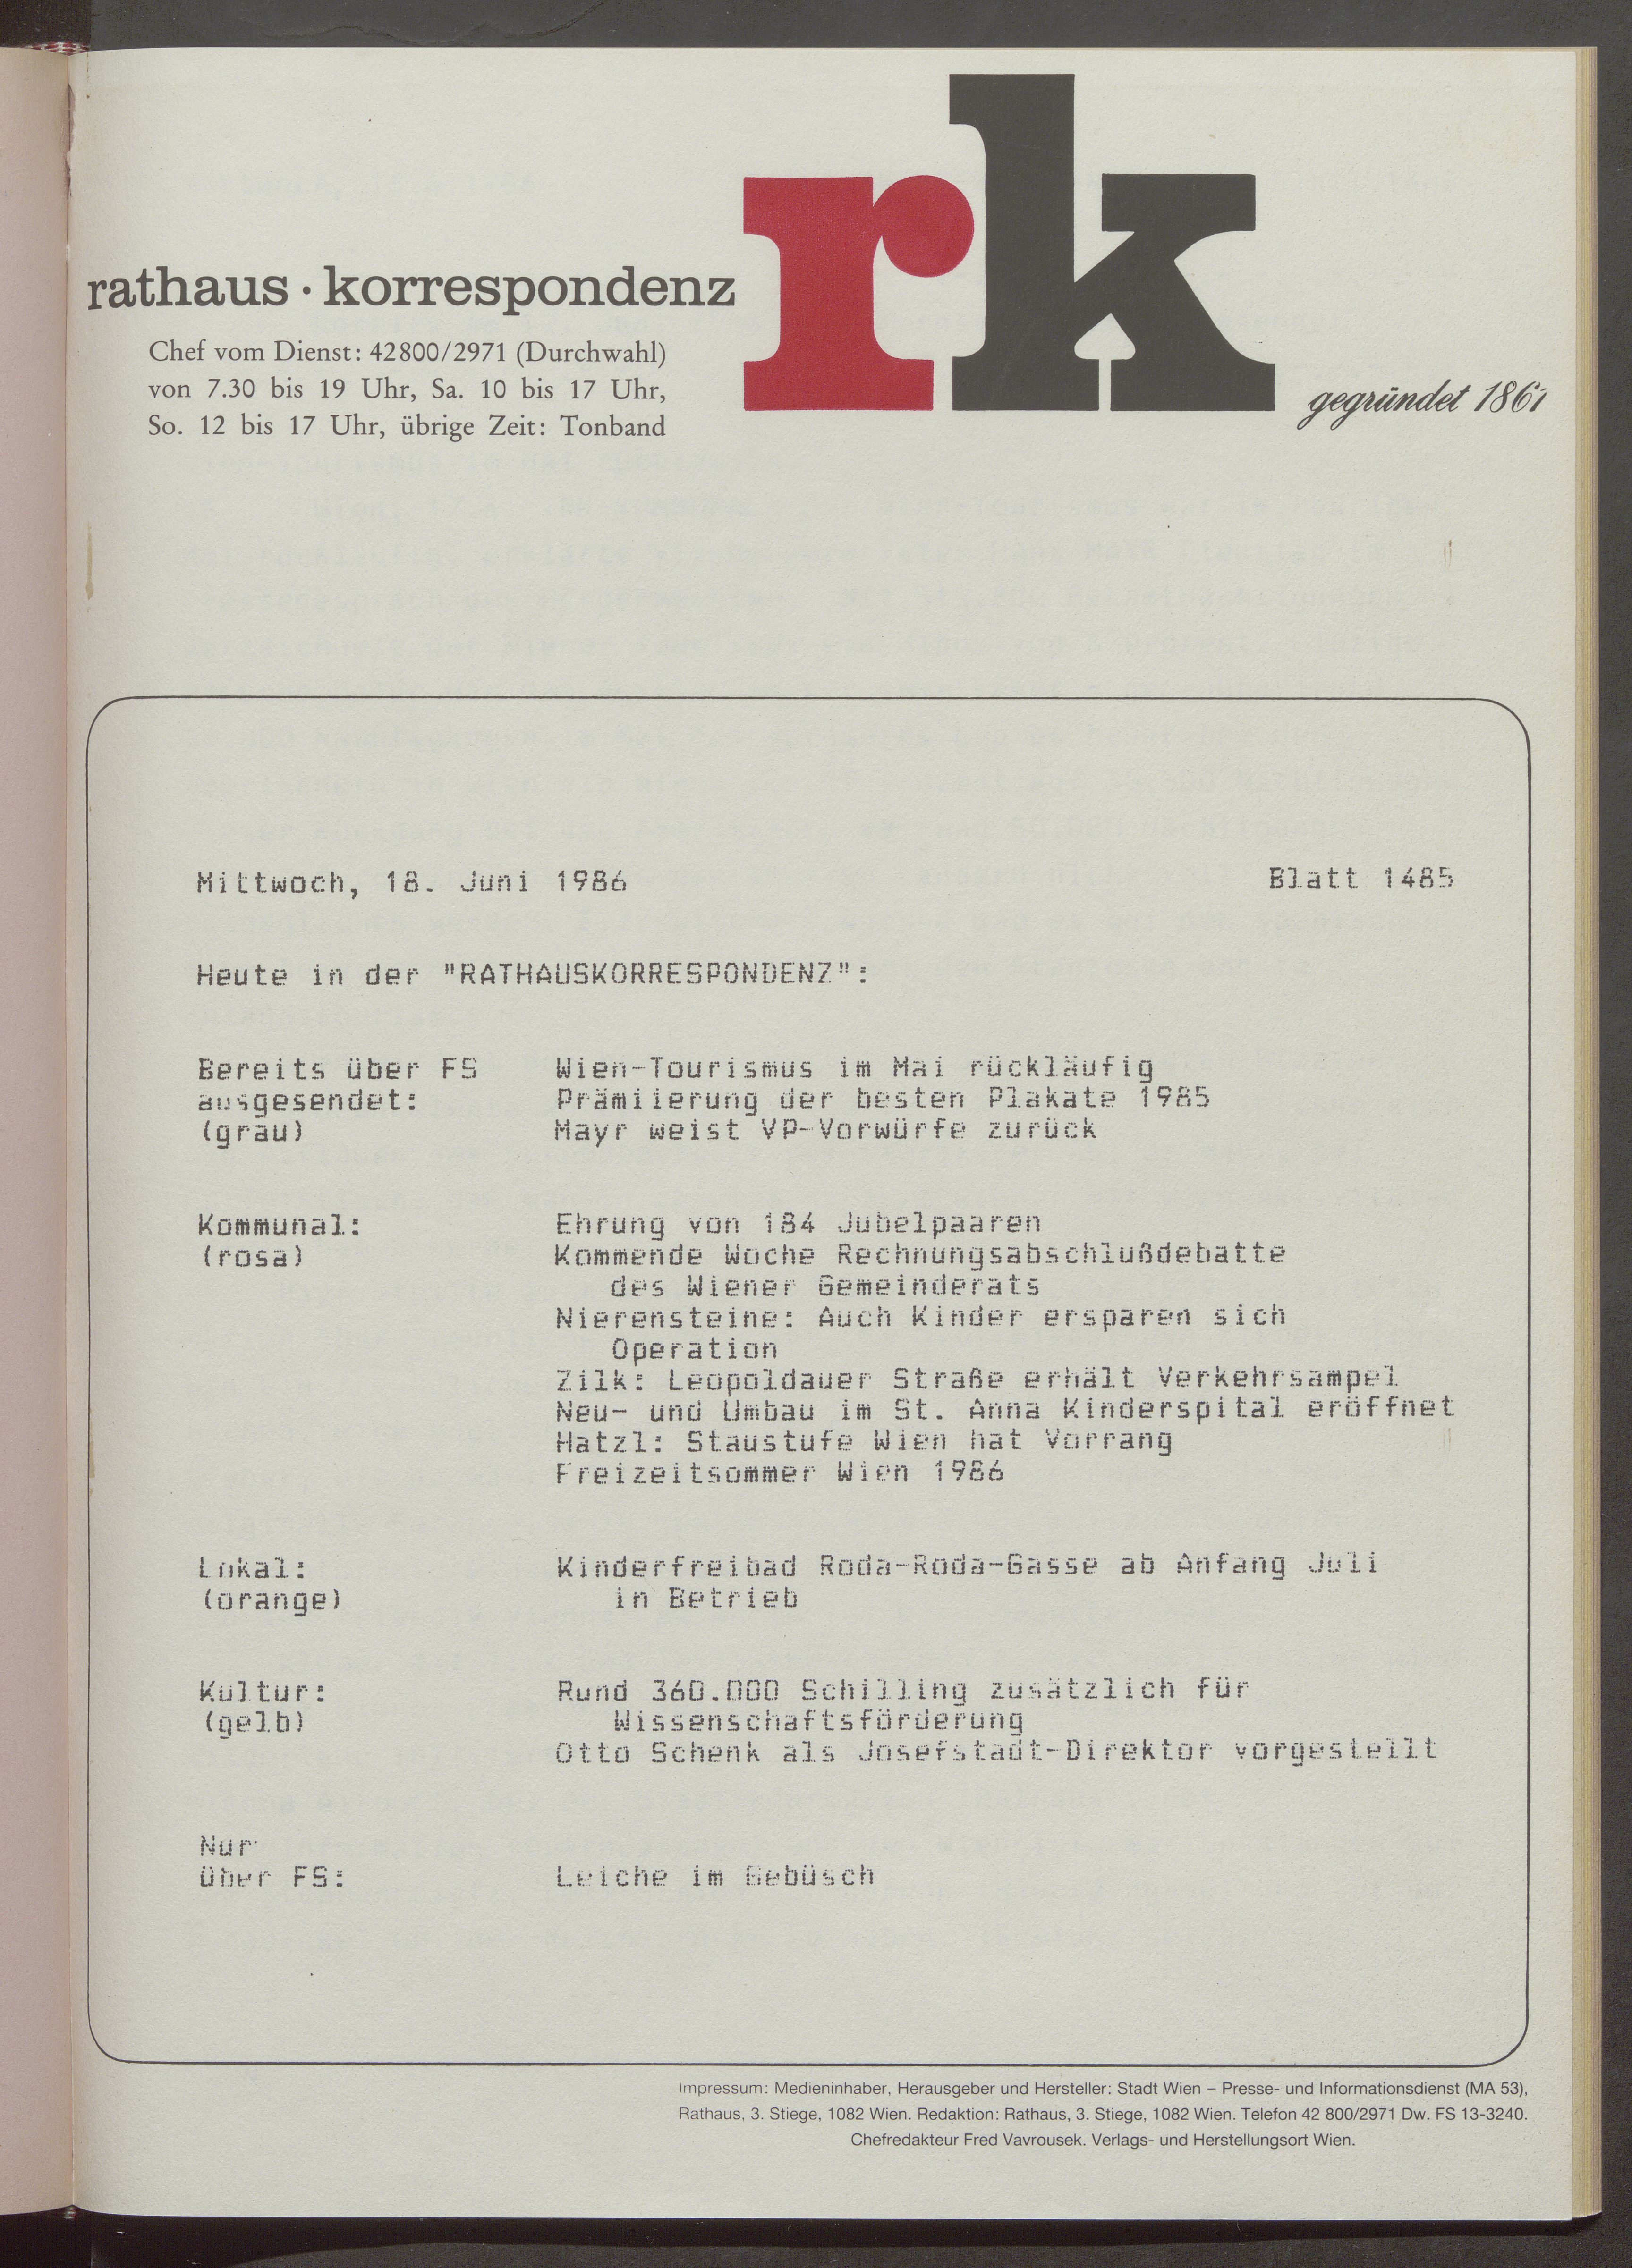 rk
rathaus · korrespondenz
Chef vom Dienst: 42800/2971 (Durchwahl)
von 7.30 bis 19 Uhr, Sa. 10 bis 17 Uhr,
So. 12 bis 17 Uhr, übrige Zeit: Tonband
gegründet 1861
Mittwoch, 18. Juni 1986 Blatt 1485
Heute in der "RATHAUSKORRESPONDENZ":
Bereits über FS Wien-Tourismus im Mai rückläufig
ausgesendet: Prämiierung der besten Plakate 1985
(grau) Mayr weist VP-Vorwürfe zurück
Kommunal: Ehrung von 184 Jubelpaaren
(rosa) Kommende Woche Rechnungsabschlußdebatte
des Wiener Gemeinderats
Nierensteine: Auch Kinder ersparen sich
Operation
Zilk: Leopoldauer Straße erhält Verkehrsampel
Neu- und Umbau im St. Anna Kinderspital eröffnet
Hatzl: Staustufe Wien hat Vorrang
Freizeitsommer Wien 1986
Lokal: Kinderfreibad Roda-Roda-Gasse ab Anfang Juli
(orange) in Betrieb
Kultur: Rund 360.000 Schilling zusätzlich für
(gelb) Wissenschaftsförderung
Otto Schenk als Josefstadt-Direktor vorgestellt
Nur
über FS: Leiche im Gebüsch
Impressum: Medieninhaber, Herausgeber und Hersteller: Stadt Wien – Presse- und Informationsdienst (MA 53),
Rathaus, 3. Stiege, 1082 Wien. Redaktion: Rathaus, 3. Stiege, 1082 Wien. Telefon 42 800/2971 Dw. FS 13-3240.
Chefredakteur Fred Vavrousek. Verlags- und Herstellungsort Wien.